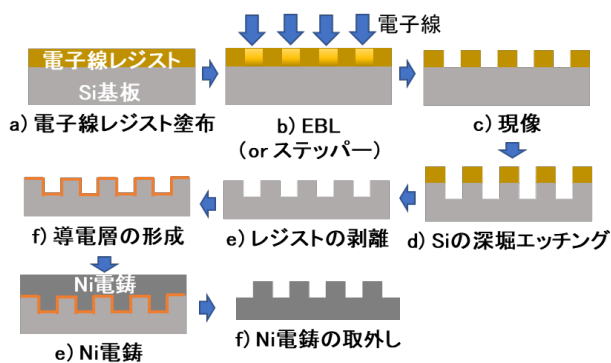 電子線
電子線レジスト
Si基板
a) 電子線レジスト塗布
b) EBL
(or ステッパー)
c) 現像
f) 導電層の形成
e) レジストの剥離
d) Siの深堀エッチング
Ni電鋳
e) Ni電鋳
f) Ni電鋳の取外し